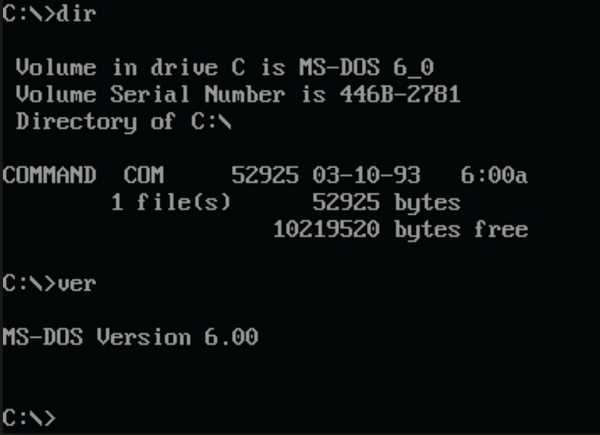 C:\>dir
Volume in drive C is MS-DOS 6_0
Volume Serial Number is 446B-2781
Directory of C:\
COMMAND  COM     52925 03-10-93   6:00a
1 file(s)      52925 bytes
10219520 bytes free
C:\>ver
MS-DOS Version 6.00
C:\>